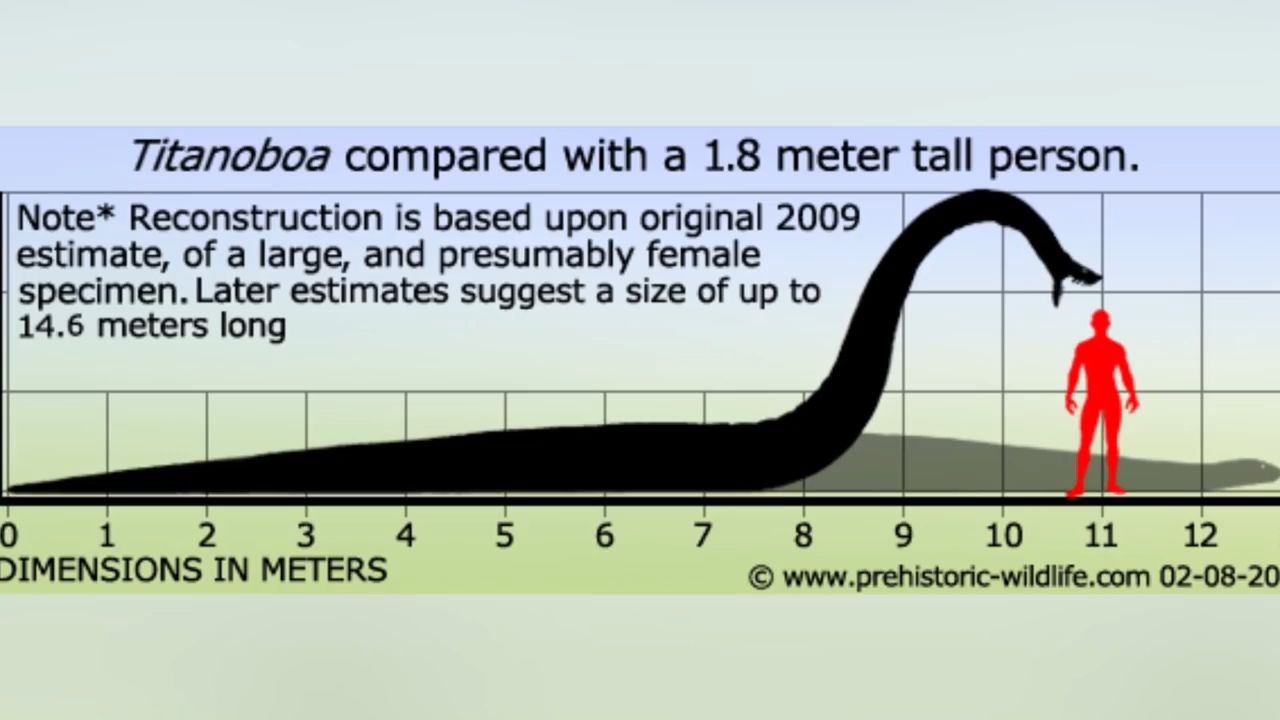 Titanoboa compared with a 1.8 meter tall person.
Note* Reconstruction is based upon original 2009
estimate, of a large, and presumably female
specimen. Later estimates suggest a size of up to
14.6 meters long
0 1 2 3 4 5 6 7 8 9 10 11 12
DIMENSIONS IN METERS
© www.prehistoric-wildlife.com 02-08-20